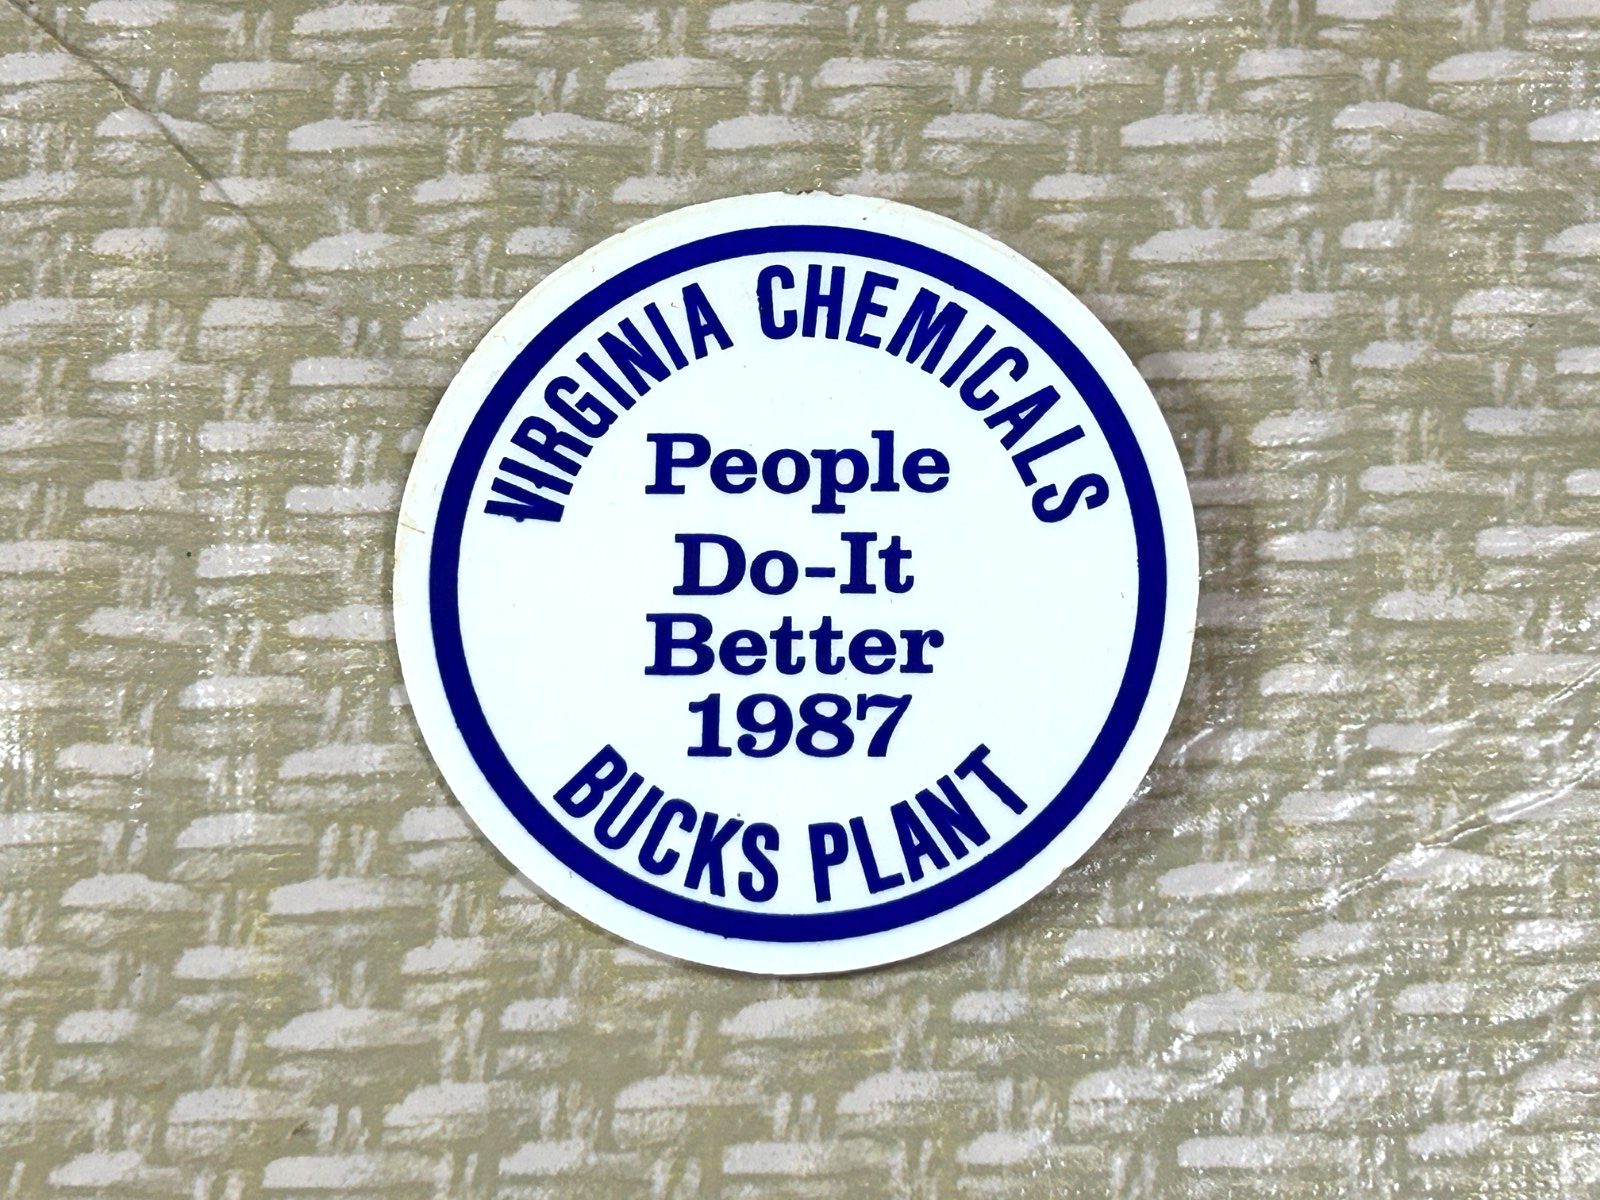 VIRGINIA CHEMICALS
People
Do-It
Better
1987
BUCKS PLANT